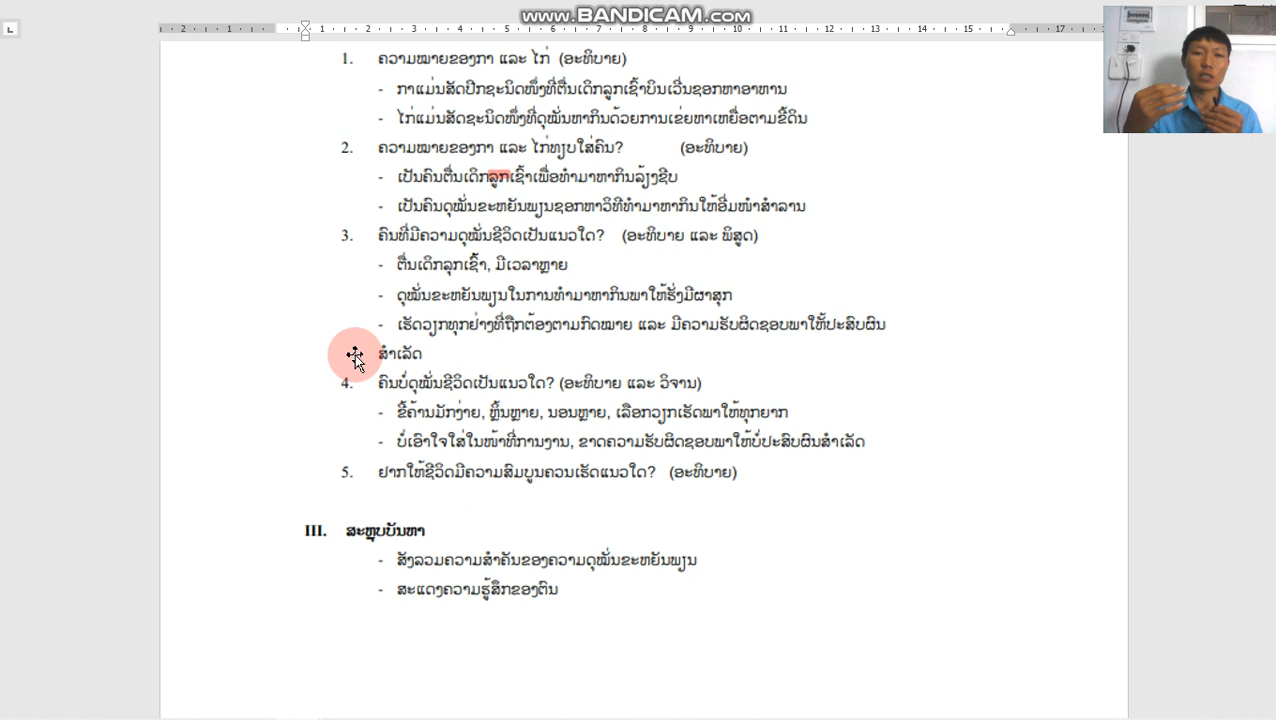 www.BANDICAM.com
2 1 1 2 3 4 5 6 7 8 9 10 11 12 13 14 15 17
1. ຄວາມໝາຍຂອງກາ ແລະ ໄກ່ (ອະທິບາຍ)
- ກາແມ່ນສັດປີກຊະນິດໜຶ່ງທີ່ຕື່ນເດິກລູກເຊົ້າບິນເວີ່ນຊອກຫາອາຫານ
- ໄກ່ແມ່ນສັດຊະນິດໜຶ່ງທີ່ດຸໝັ່ນຫາກິນດ້ວຍການເຂ່ຍຫາເຫຍື່ອຕາມຂີ້ດິນ
2. ຄວາມໝາຍຂອງກາ ແລະ ໄກ່ທຽບໃສ່ຄົນ? (ອະທິບາຍ)
- ເປັນຄົນຕື່ນເດິກລູກເຊົ້າເພື່ອທຳມາຫາກິນລ້ຽງຊີບ
- ເປັນຄົນດຸໝັ່ນຂະຫຍັນພຽນຊອກຫາວິທີທຳມາຫາກິນໃຫ້ອີ່ມໜຳສຳລານ
3. ຄົນທີ່ມີຄວາມດຸໝັ່ນຊີວິດເປັນແນວໃດ? (ອະທິບາຍ ແລະ ພິສູດ)
- ຕື່ນເດິກລຸກເຊົ້າ, ມີເວລາຫຼາຍ
- ດຸໝັ່ນຂະຫຍັນພຽນໃນການທຳມາຫາກິນພາໃຫ້ຮັ່ງມີຜາສຸກ
- ເຮັດວຽກທຸກຢ່າງທີ່ຖືກຕ້ອງຕາມກົດໝາຍ ແລະ ມີຄວາມຮັບຜິດຊອບພາໃຫ້ປະສົບຜົນ
ສຳເລັດ
4. ຄົນບໍ່ດຸໝັ່ນຊີວິດເປັນແນວໃດ? (ອະທິບາຍ ແລະ ວິຈານ)
- ຂີ້ຄ້ານມັກງ່າຍ, ຫຼິ້ນຫຼາຍ, ນອນຫຼາຍ, ເລືອກວຽກເຮັດພາໃຫ້ທຸກຍາກ
- ບໍ່ເອົາໃຈໃສ່ໃນໜ້າທີ່ການງານ, ຂາດຄວາມຮັບຜິດຊອບພາໃຫ້ບໍ່ປະສົບຜົນສຳເລັດ
5. ຢາກໃຫ້ຊີວິດມີຄວາມສົມບູນຄວນເຮັດແນວໃດ? (ອະທິບາຍ)
III. ສະຫຼຸບບັນຫາ
- ສັງລວມຄວາມສຳຄັນຂອງຄວາມດຸໝັ່ນຂະຫຍັນພຽນ
- ສະແດງຄວາມຮູ້ສຶກຂອງຕົນ